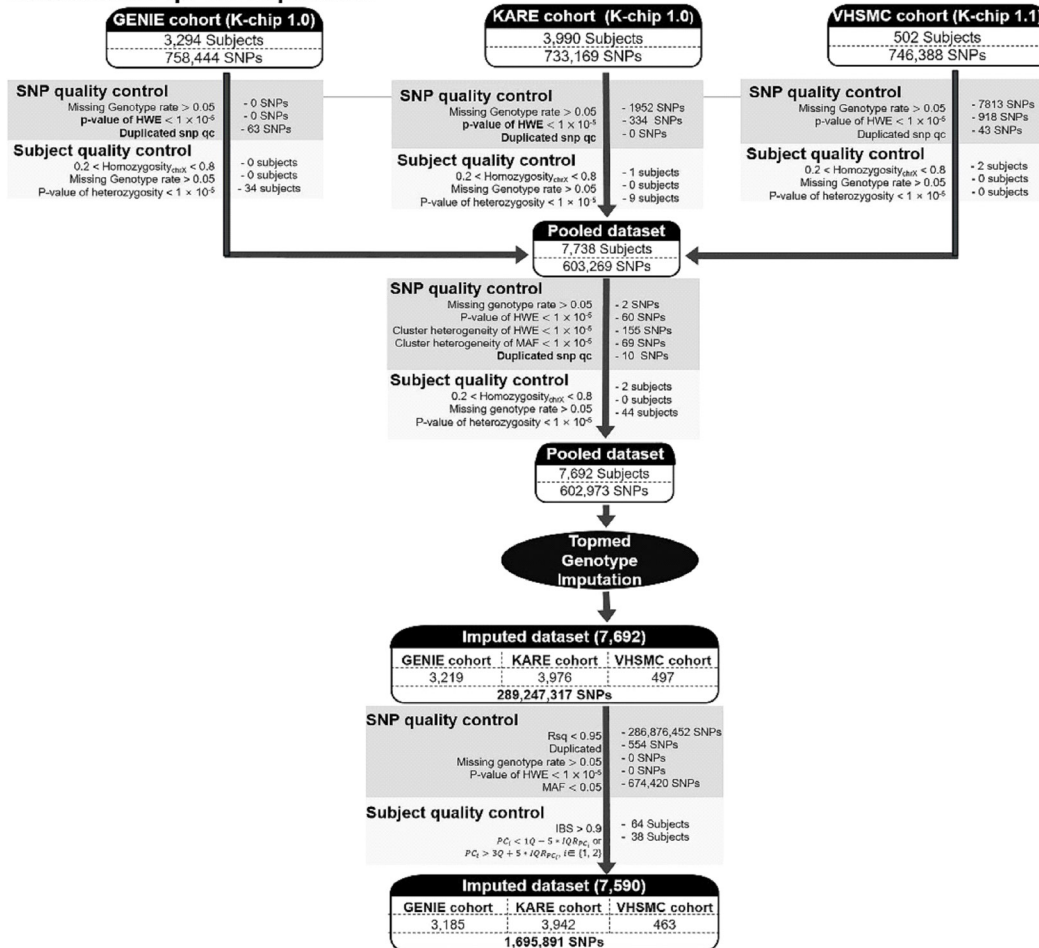 GENIE cohort (K-chip 1.0)
3,294 Subjects
758,444 SNPs
SNP quality control
Missing Genotype rate > 0.05 - 0 SNPs
p-value of HWE < 1 × 10⁻⁵ - 0 SNPs
Duplicated snp qc - 63 SNPs
Subject quality control
0.2 < Homozygosity_chrX < 0.8 - 0 subjects
Missing Genotype rate > 0.05 - 0 subjects
P-value of heterozygosity < 1 × 10⁻⁵ - 34 subjects
KARE cohort (K-chip 1.0)
3,990 Subjects
733,169 SNPs
SNP quality control
Missing Genotype rate > 0.05 - 1952 SNPs
p-value of HWE < 1 × 10⁻⁵ - 334 SNPs
Duplicated snp qc - 0 SNPs
Subject quality control
0.2 < Homozygosity_chrX < 0.8 - 1 subjects
Missing Genotype rate > 0.05 - 0 subjects
P-value of heterozygosity < 1 × 10⁻⁵ - 9 subjects
VHSMC cohort (K-chip 1.1)
502 Subjects
746,388 SNPs
SNP quality control
Missing Genotype rate > 0.05 - 7813 SNPs
p-value of HWE < 1 × 10⁻⁵ - 918 SNPs
Duplicated snp qc - 43 SNPs
Subject quality control
0.2 < Homozygosity_chrX < 0.8 - 2 subjects
Missing Genotype rate > 0.05 - 0 subjects
P-value of heterozygosity < 1 × 10⁻⁵ - 0 subjects
Pooled dataset
7,738 Subjects
603,269 SNPs
SNP quality control
Missing genotype rate > 0.05 - 2 SNPs
P-value of HWE < 1 × 10⁻⁵ - 60 SNPs
Cluster heterogeneity of HWE < 1 × 10⁻⁵ - 155 SNPs
Cluster heterogeneity of MAF < 1 × 10⁻⁵ - 69 SNPs
Duplicated snp qc - 10 SNPs
Subject quality control
0.2 < Homozygosity_chrX < 0.8 - 2 subjects
Missing genotype rate > 0.05 - 0 subjects
P-value of heterozygosity < 1 × 10⁻⁵ - 44 subjects
Pooled dataset
7,692 Subjects
602,973 SNPs
Topmed
Genotype
Imputation
Imputed dataset (7,692)
GENIE cohort KARE cohort VHSMC cohort
3,219 3,976 497
289,247,317 SNPs
SNP quality control
Rsq < 0.95 - 286,876,452 SNPs
Duplicated - 554 SNPs
Missing genotype rate > 0.05 - 0 SNPs
P-value of HWE < 1 × 10⁻⁵ - 0 SNPs
MAF < 0.05 - 674,420 SNPs
Subject quality control
IBS > 0.9 - 64 Subjects
PCᵢ < 1Q − 5 * IQR_PCᵢ or - 38 Subjects
PCᵢ > 3Q + 5 * IQR_PCᵢ, i ∈ {1, 2}
Imputed dataset (7,590)
GENIE cohort KARE cohort VHSMC cohort
3,185 3,942 463
1,695,891 SNPs